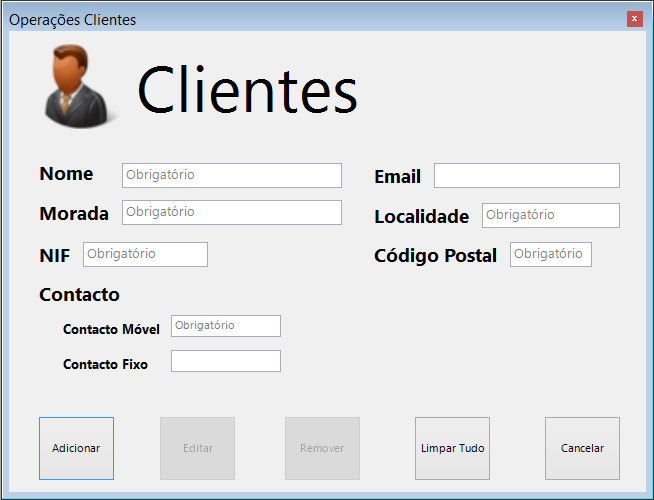 Operações Clientes
x
Clientes
Nome Obrigatório
Email
Morada Obrigatório
Localidade Obrigatório
NIF Obrigatório
Código Postal Obrigatório
Contacto
Contacto Móvel Obrigatório
Contacto Fixo
Adicionar Editar Remover Limpar Tudo Cancelar